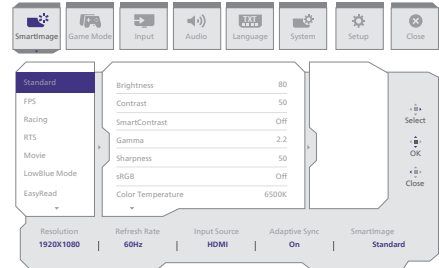 SmartImage
Game Mode
Input
Audio
TXT
Language
System
Setup
Close
Standard
FPS
Racing
RTS
Movie
LowBlue Mode
EasyRead
Brightness 80
Contrast 50
SmartContrast Off
Gamma 2.2
Sharpness 50
sRGB Off
Color Temperature 6500K
Select
OK
Close
Resolution Refresh Rate Input Source Adaptive Sync SmartImage
1920X1080 | 60Hz | HDMI | On | Standard